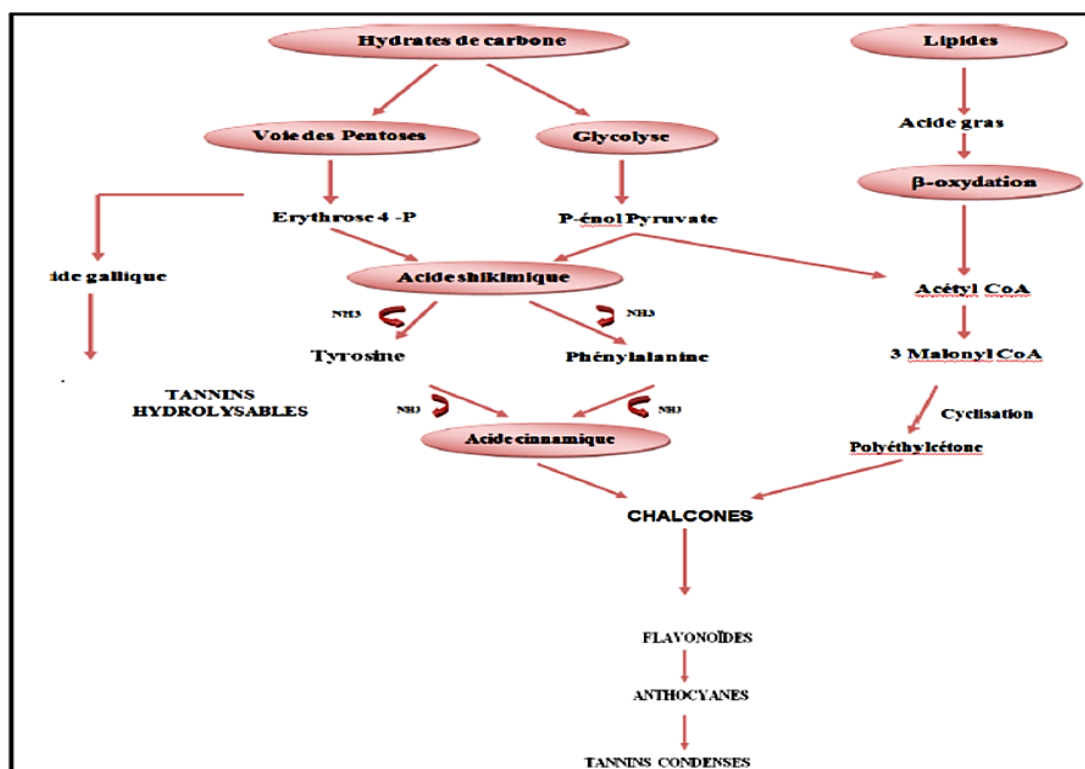 Hydrates de carbone
Lipides
Acide gras
Voie des Pentoses
Glycolyse
β-oxydation
Erythrose 4 -P
P-énol Pyruvate
ide gallique
Acide shikimique
Acétyl CoA
NH3
NH3
Tyrosine
Phénylalanine
3 Malonyl CoA
TANNINS
HYDROLYSABLES
NH3
NH3
Cyclisation
Acide cinnamique
Polyéthylcétone
CHALCONES
FLAVONOÏDES
ANTHOCYANES
TANNINS CONDENSES